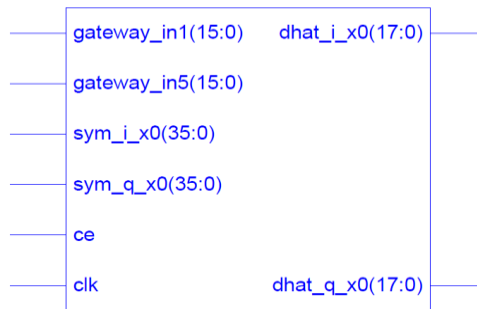 gateway_in1(15:0) dhat_i_x0(17:0)
gateway_in5(15:0)
sym_i_x0(35:0)
sym_q_x0(35:0)
ce
clk dhat_q_x0(17:0)